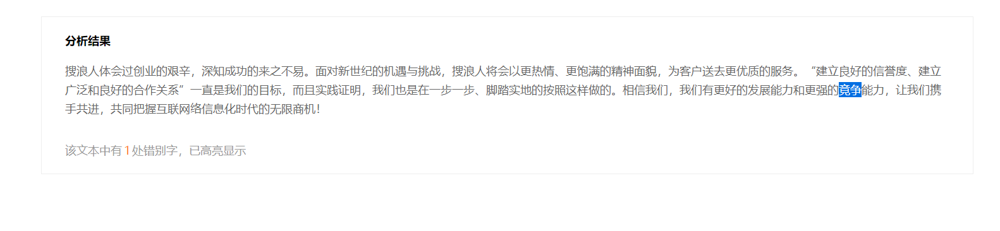 分析结果
搜浪人体会过创业的艰辛，深知成功的来之不易。面对新世纪的机遇与挑战，搜浪人将会以更热情、更饱满的精神面貌，为客户送去更优质的服务。“建立良好的信誉度、建立
广泛和良好的合作关系”一直是我们的目标，而且实践证明，我们也是在一步一步、脚踏实地的按照这样做的。相信我们，我们有更好的发展能力和更强的竟争能力，让我们携
手共进，共同把握互联网络信息化时代的无限商机！
该文本中有 1 处错别字，已高亮显示